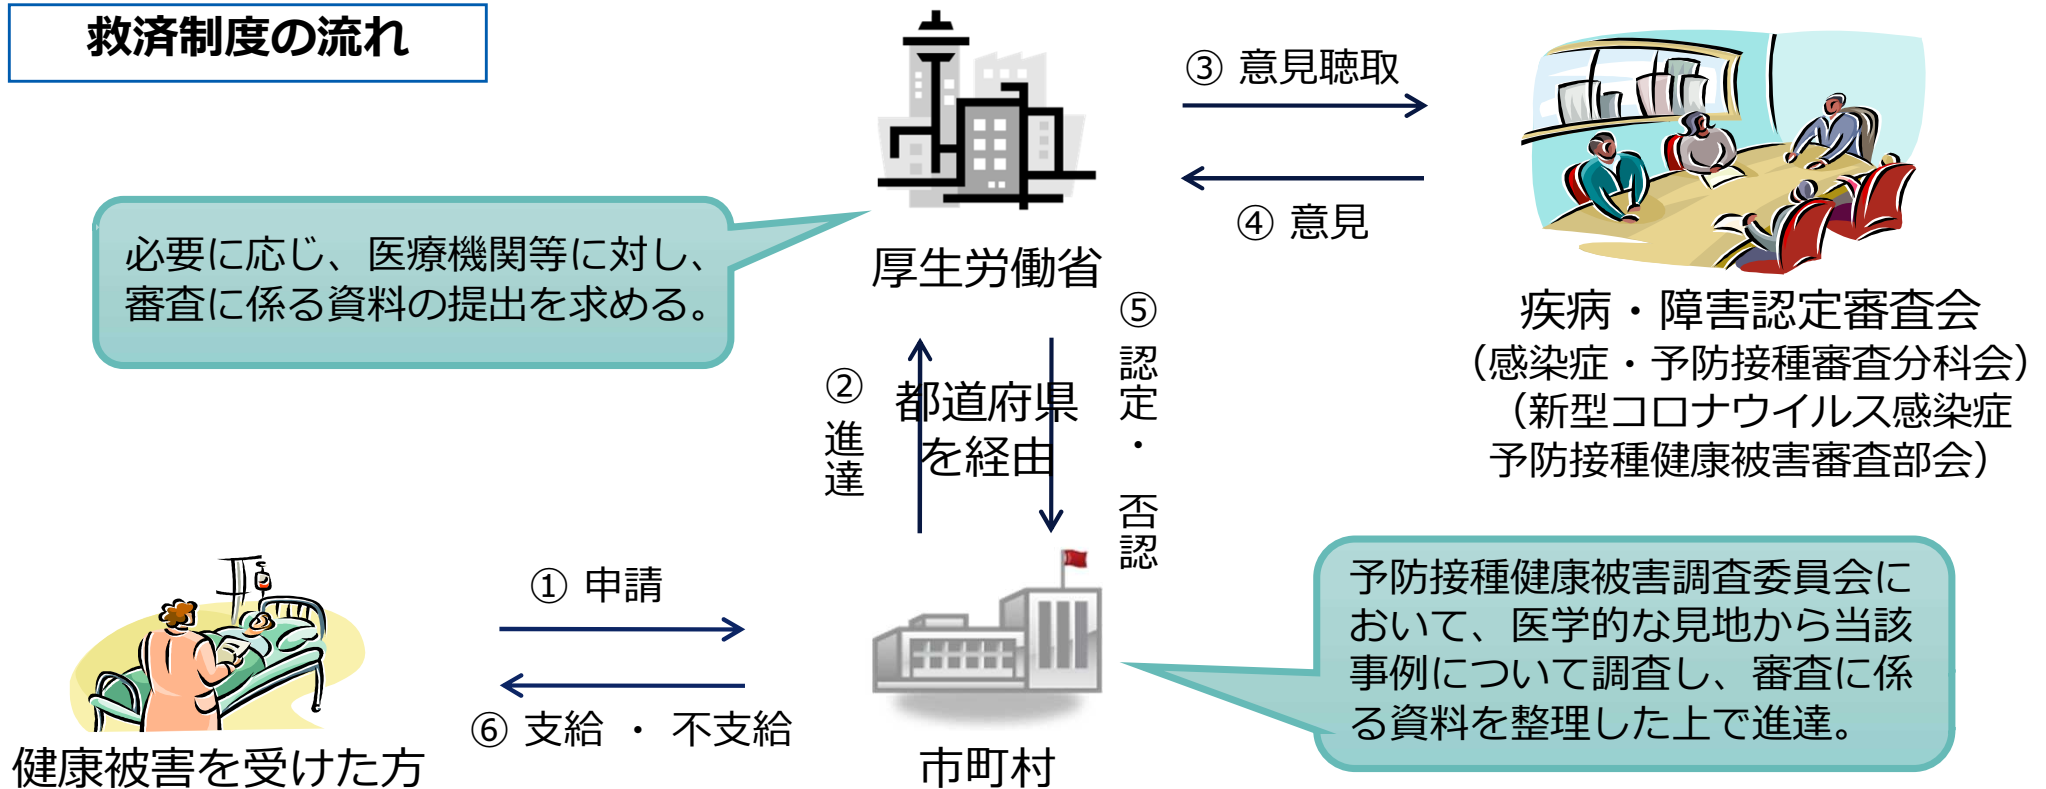 救済制度の流れ
③ 意見聴取
④ 意見
必要に応じ、医療機関等に対し、
審査に係る資料の提出を求める。
厚生労働省
疾病・障害認定審査会
（感染症・予防接種審査分科会）
（新型コロナウイルス感染症
予防接種健康被害審査部会）
② 進達
都道府県
を経由
⑤ 認定・ 否認
① 申請
⑥ 支給 ・ 不支給
予防接種健康被害調査委員会に
おいて、医学的な見地から当該
事例について調査し、審査に係
る資料を整理した上で進達。
健康被害を受けた方
市町村